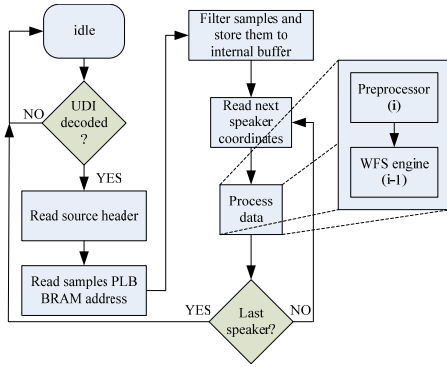 idle
NO
UDI
decoded
?
YES
Read source header
Read samples PLB
BRAM address
Filter samples and
store them to
internal buffer
Read next
speaker
coordinates
Process
data
YES
NO
Last
speaker?
Preprocessor
(i)
WFS engine
(i-1)